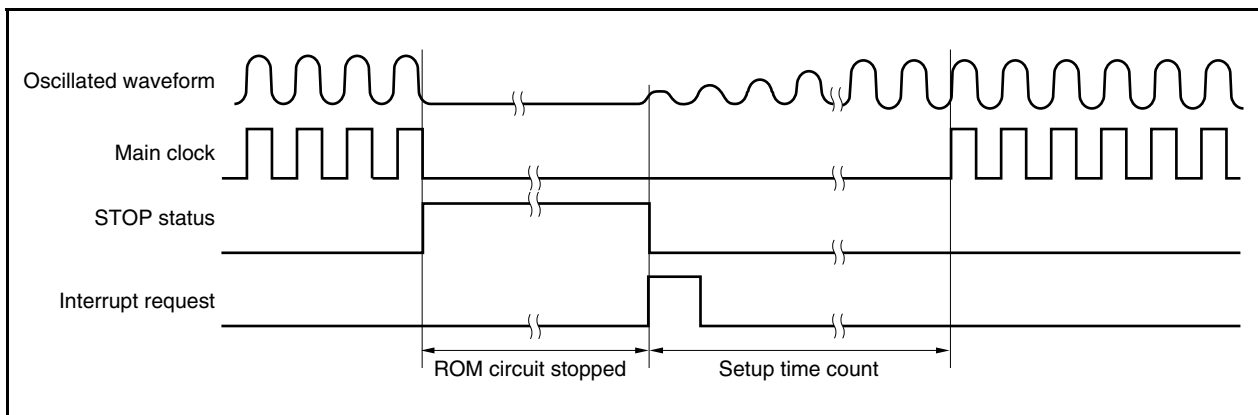 Oscillated waveform
Main clock
STOP status
Interrupt request
ROM circuit stopped
Setup time count